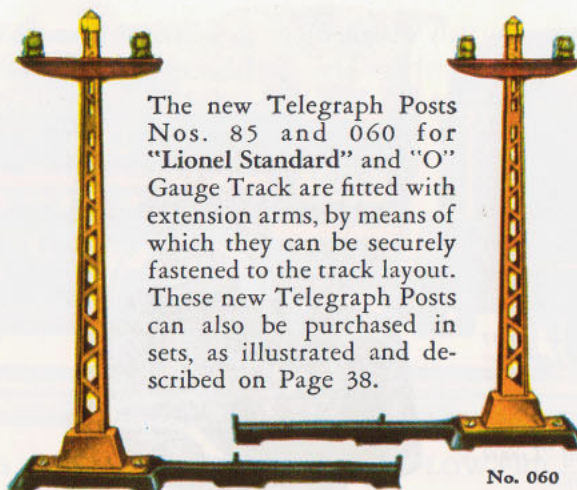 The new Telegraph Posts
Nos. 85 and 060 for
"Lionel Standard" and "O"
Gauge Track are fitted with
extension arms, by means of
which they can be securely
fastened to the track layout.
These new Telegraph Posts
can also be purchased in
sets, as illustrated and de-
scribed on Page 38.
No. 060